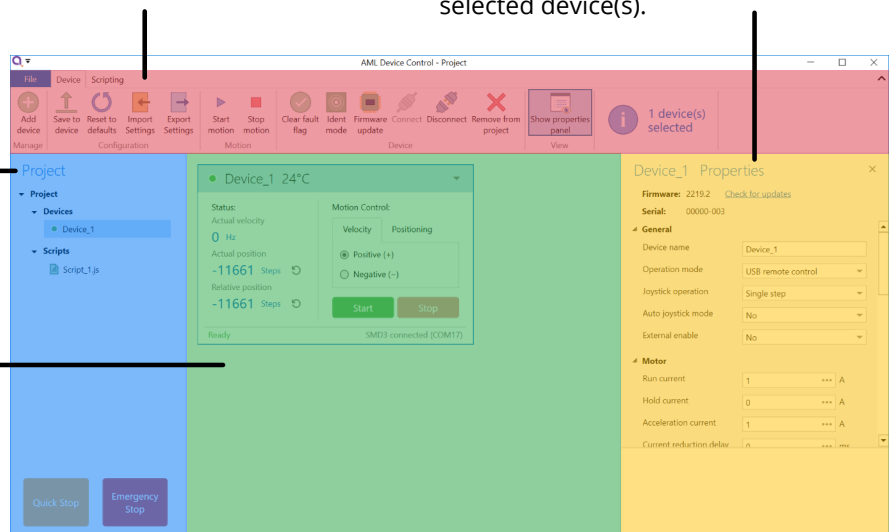 selected device(s).
AML Device Control - Project
File Device Scripting
Add device
Save to device
Reset to defaults
Import Settings
Export Settings
Start motion
Stop motion
Clear fault flag
Ident mode
Firmware update
Connect
Disconnect
Remove from project
Show properties panel
1 device(s) selected
Manage
Configuration
Motion
Device
View
Project
Project
Devices
Device_1
Scripts
Script_1.js
Quick Stop
Emergency Stop
Device_1 24°C
Status:
Actual velocity
0 Hz
Actual position
-11661 Steps
Relative position
-11661 Steps
Motion Control:
Velocity Positioning
Positive (+)
Negative (−)
Start Stop
Ready SMD3 connected (COM17)
Device_1 Properties
Firmware: 2219.2 Check for updates
Serial: 00000-003
General
Device name Device_1
Operation mode USB remote control
Joystick operation Single step
Auto joystick mode No
External enable No
Motor
Run current 1 ••• A
Hold current 0 ••• A
Acceleration current 1 ••• A
Current reduction delay 0 ••• ms